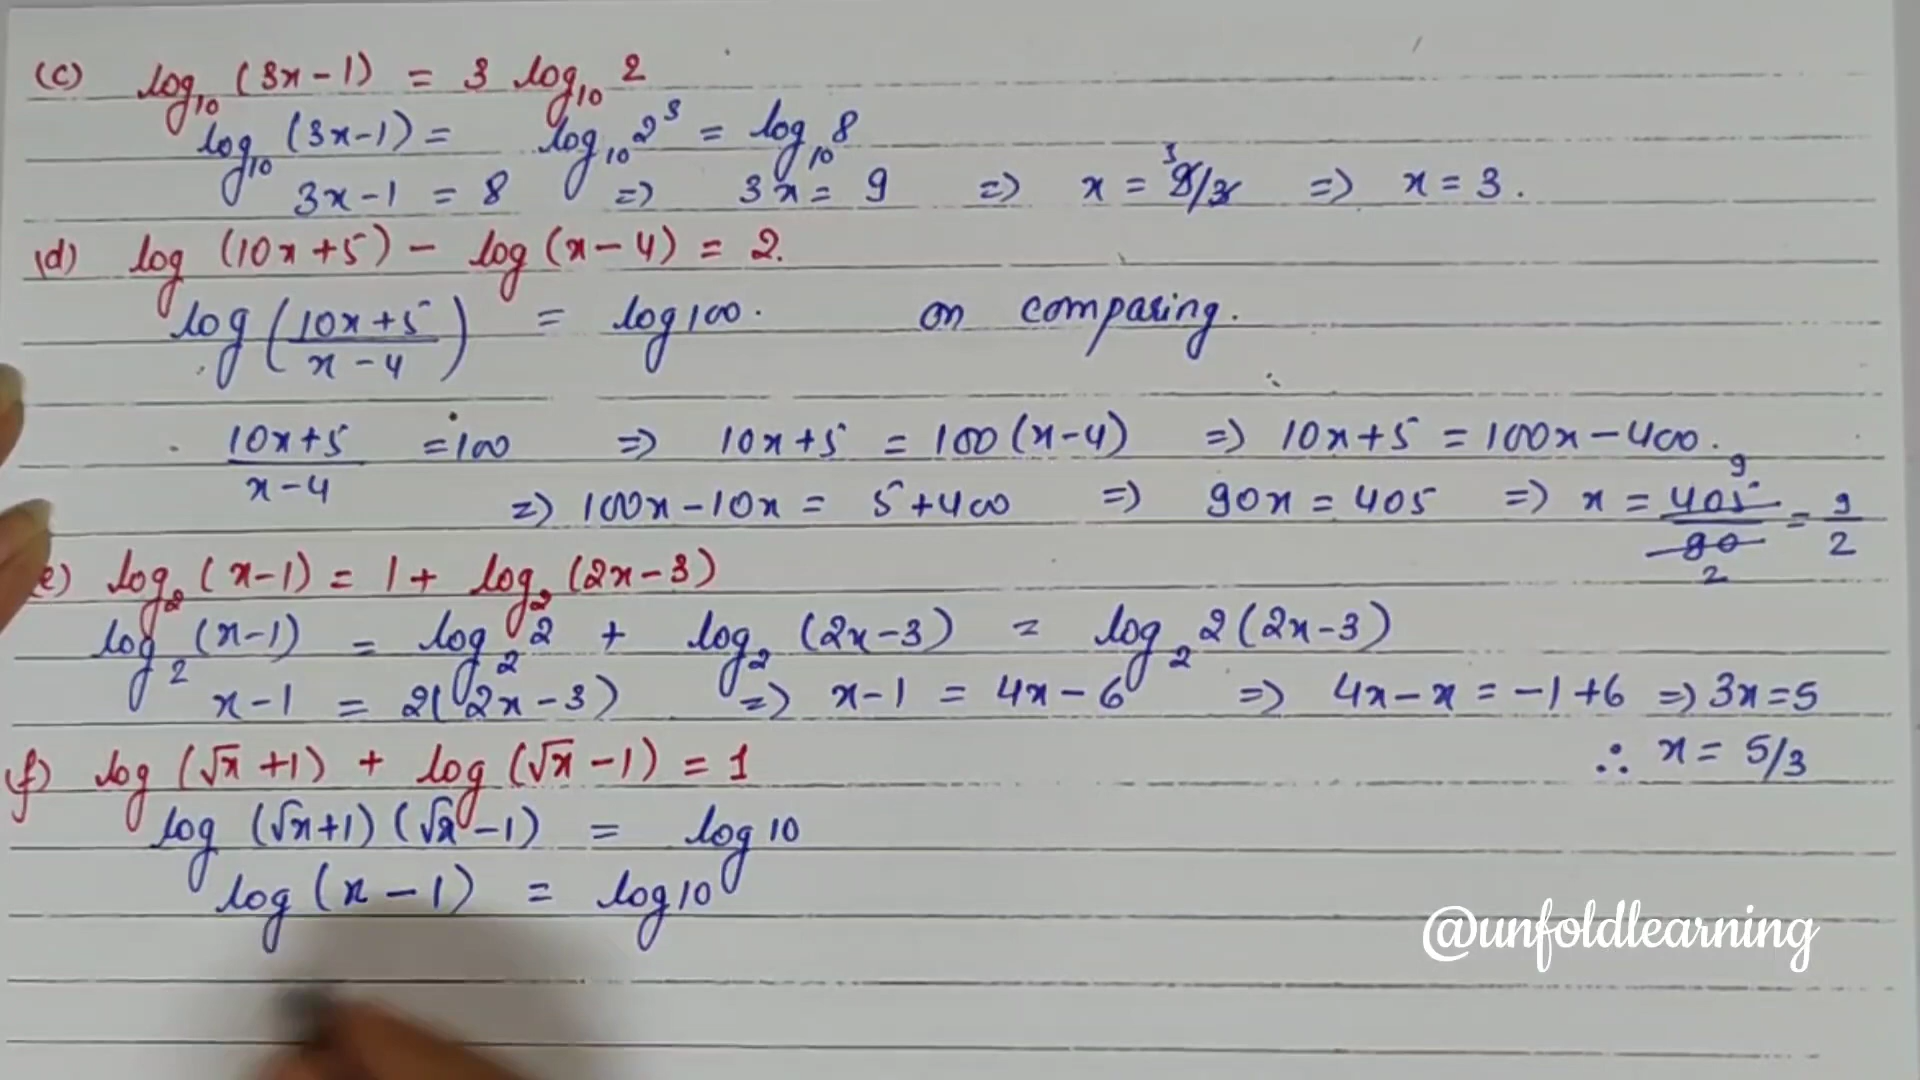 (c) log₁₀ (3x-1) = 3 log₁₀ 2
log₁₀ (3x-1) = log₁₀ 2³ = log₁₀ 8
3x-1 = 8 => 3x = 9 => x = 9/3 3 => x = 3.
(d) log (10x+5) - log (x-4) = 2.
log ((10x+5)/(x-4)) = log 100. on comparing.
(10x+5)/(x-4) = 100 => 10x+5 = 100(x-4) => 10x+5 = 100x-400.
=> 100x-10x = 5+400 => 90x = 405 => x = 405/90 9 2 = 9/2
e) log₂ (x-1) = 1 + log₂ (2x-3)
log₂ (x-1) = log₂ 2 + log₂ (2x-3) = log₂ 2(2x-3)
x-1 = 2(2x-3) => x-1 = 4x-6 => 4x-x = -1+6 => 3x=5
∴ x = 5/3
(f) log (√x +1) + log (√x -1) = 1
log (√x+1) (√x-1) = log 10
log (x-1) = log 10
@unfoldlearning